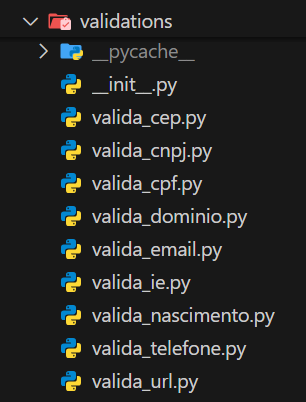 validations
__pycache__
__init__.py
valida_cep.py
valida_cnpj.py
valida_cpf.py
valida_dominio.py
valida_email.py
valida_ie.py
valida_nascimento.py
valida_telefone.py
valida_url.py